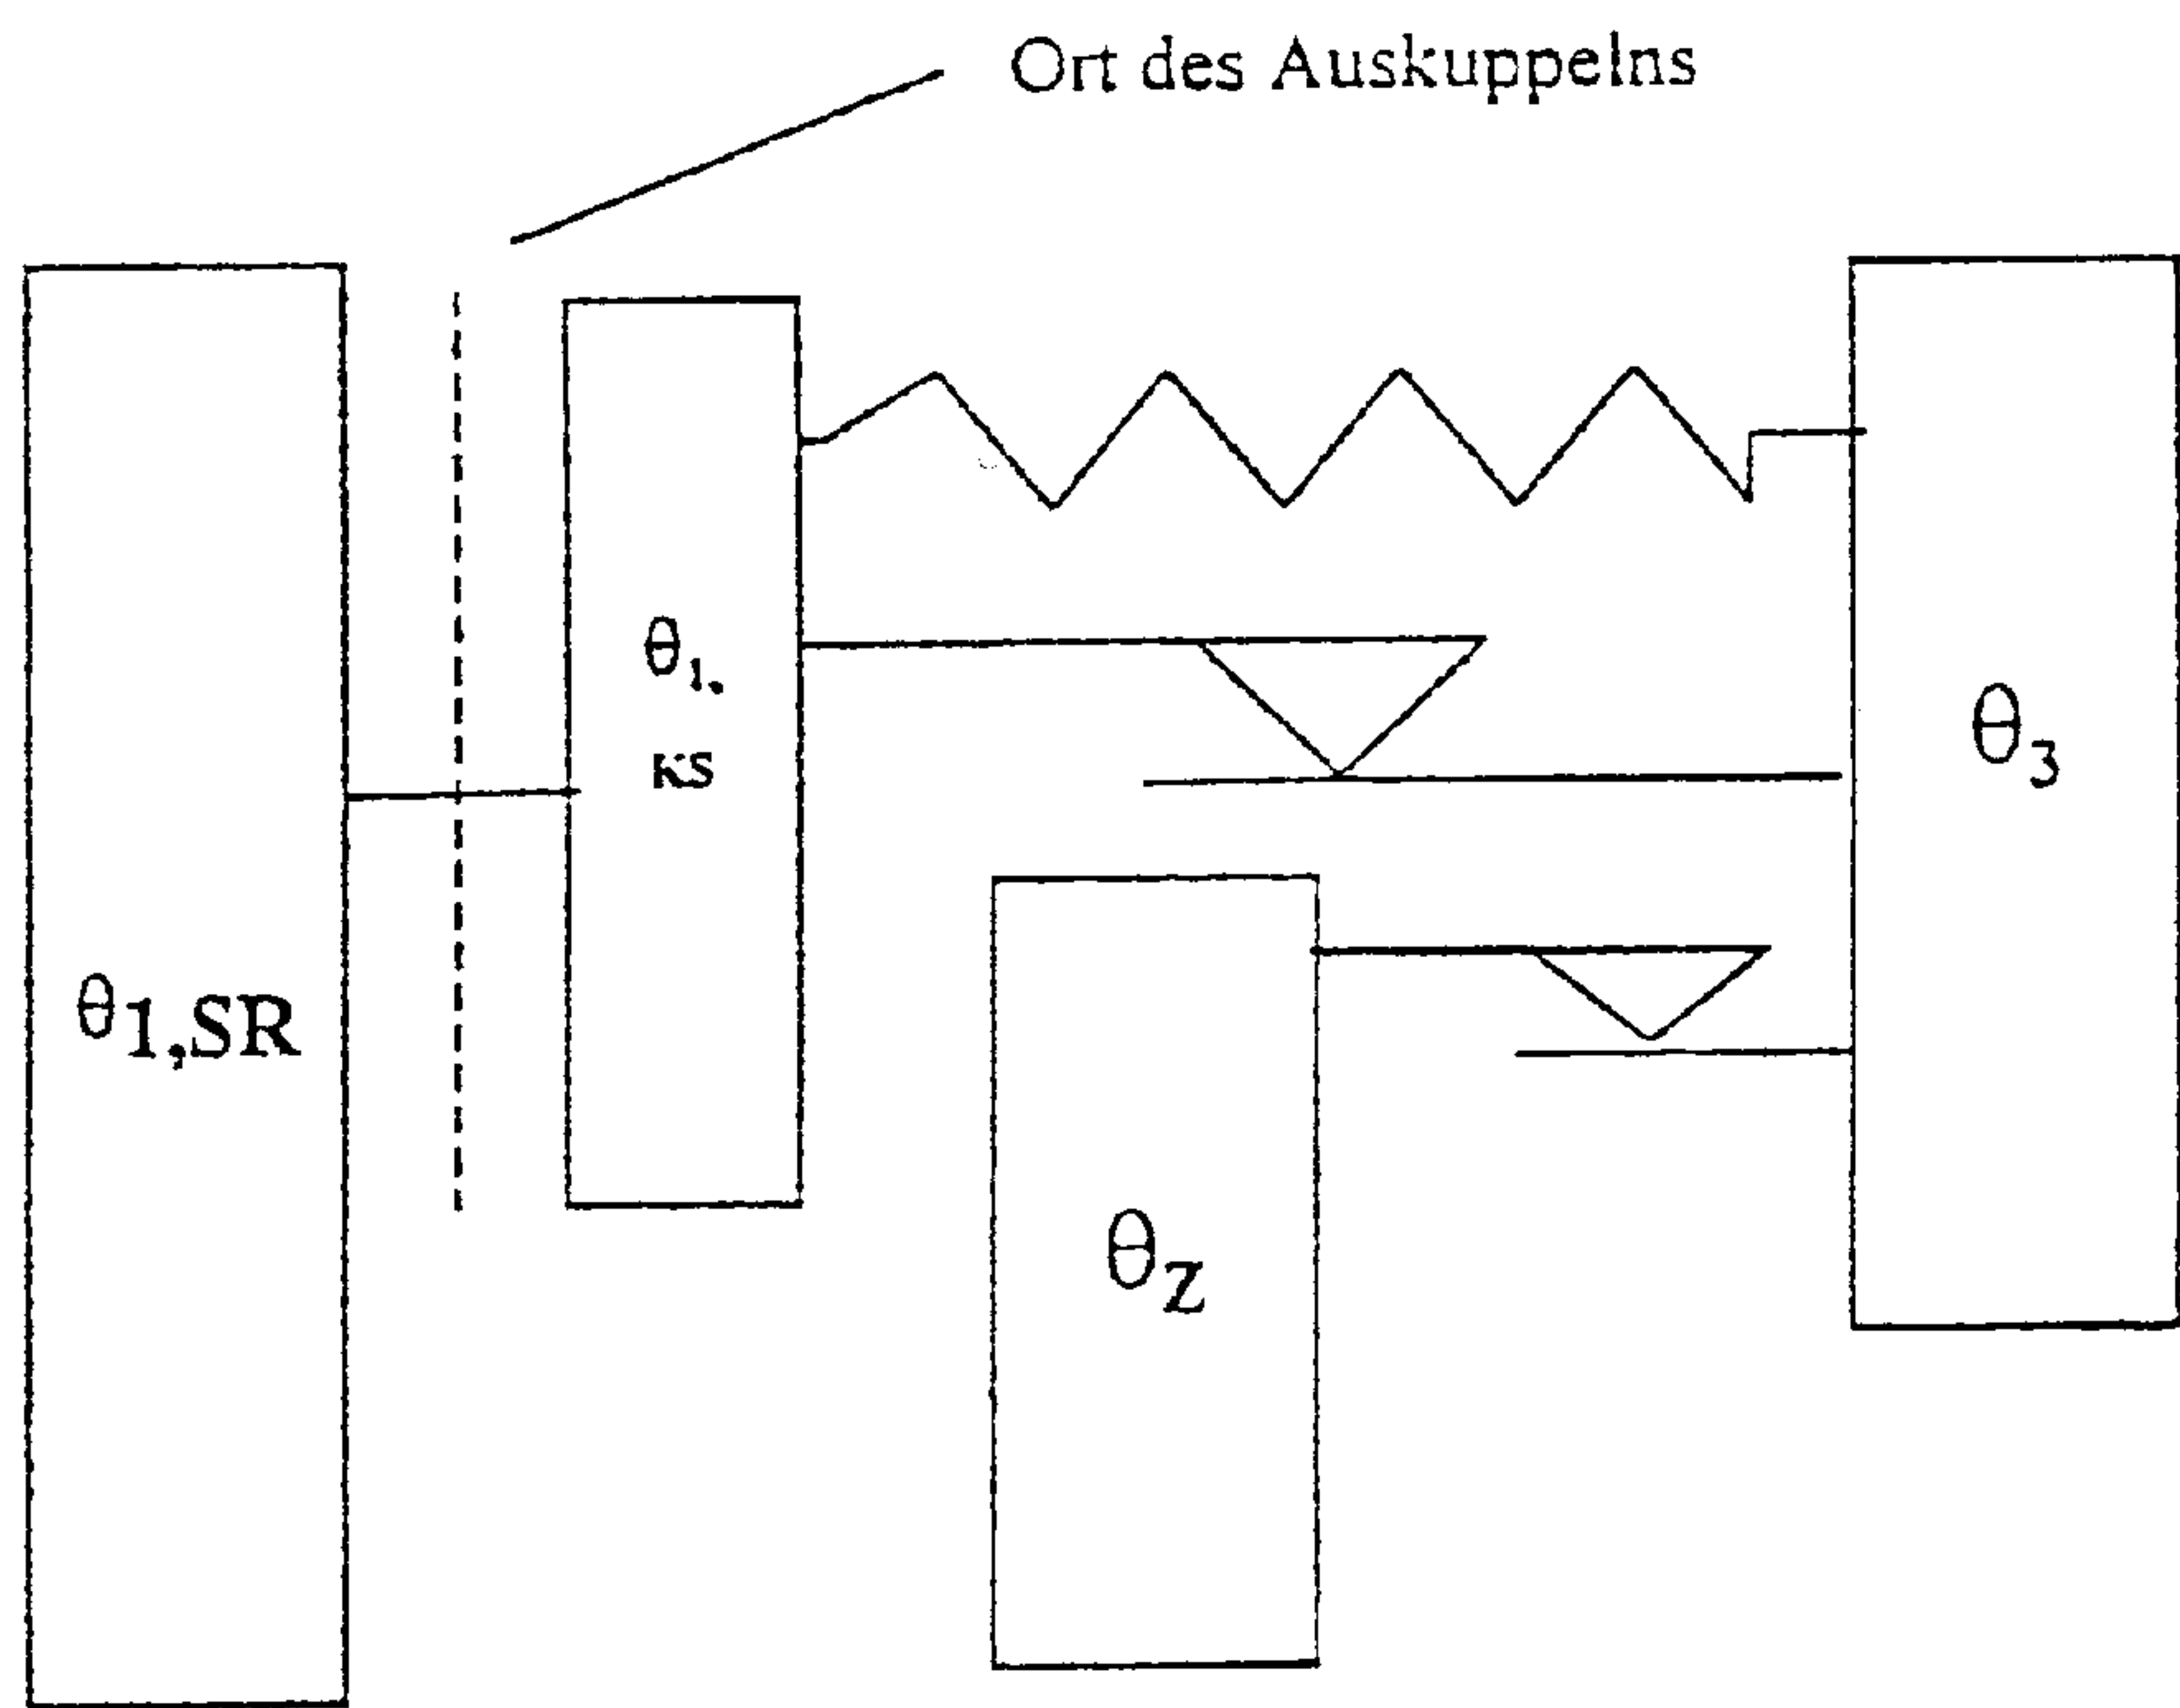 Ort des Auskuppelns
θ1.
KS
θ3
θ1,SR
θZ